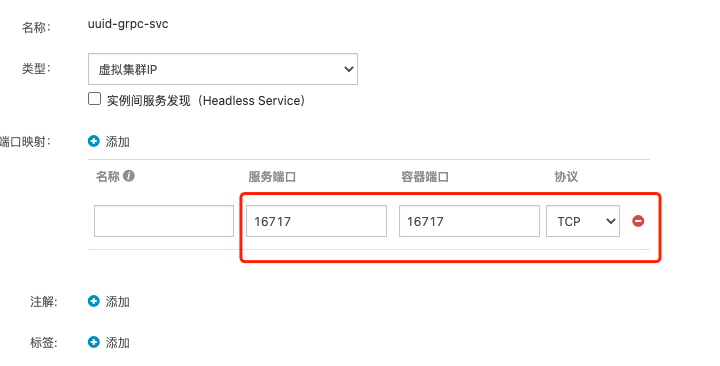 名称: uuid-grpc-svc
类型: 虚拟集群IP
实例间服务发现（Headless Service）
端口映射: 添加
名称 服务端口 容器端口 协议
16717 16717 TCP
注解: 添加
标签: 添加